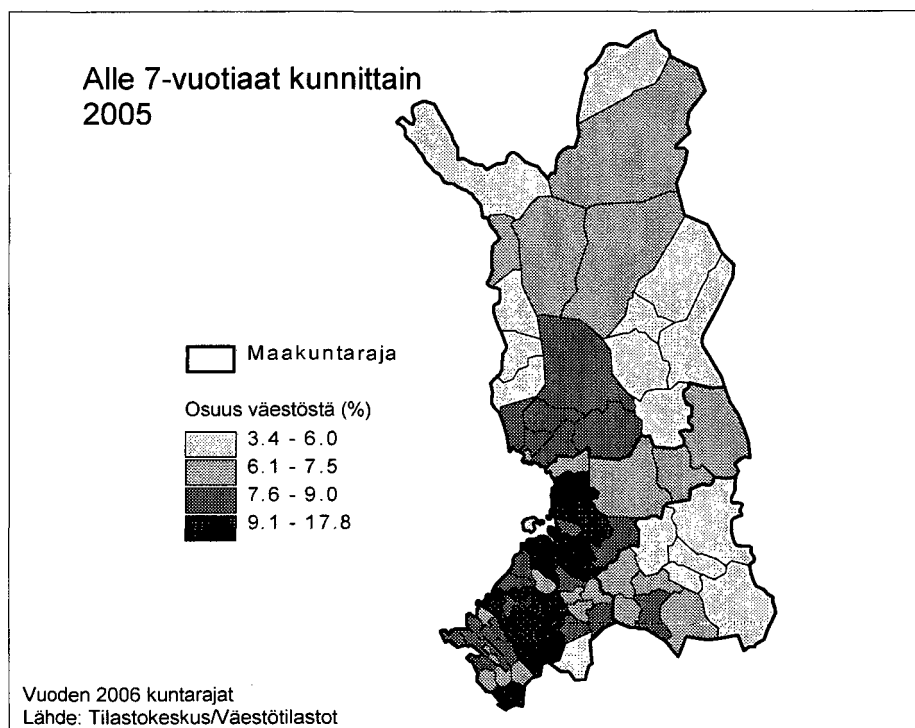 Alle 7-vuotiaat kunnittain
2005
Maakuntaraja
Osuus väestöstä (%)
3.4 - 6.0
6.1 - 7.5
7.6 - 9.0
9.1 - 17.8
Vuoden 2006 kuntarajat
Lähde: Tilastokeskus/Väestötilastot